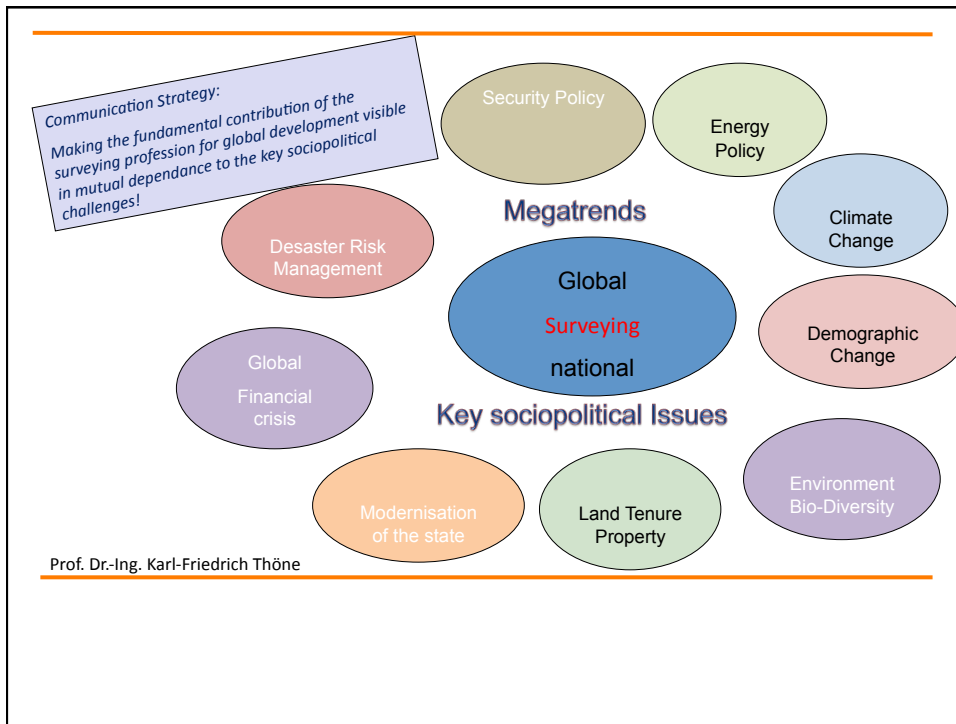 Communication Strategy:
Making the fundamental contribution of the
surveying profession for global development visible
in mutual dependance to the key sociopolitical
challenges!
Security Policy
Energy
Policy
Megatrends
Climate
Change
Desaster Risk
Management
Global
Surveying
national
Demographic
Change
Global
Financial
crisis
Key sociopolitical Issues
Environment
Bio-Diversity
Modernisation
of the state
Land Tenure
Property
Prof. Dr.-Ing. Karl-Friedrich Thöne